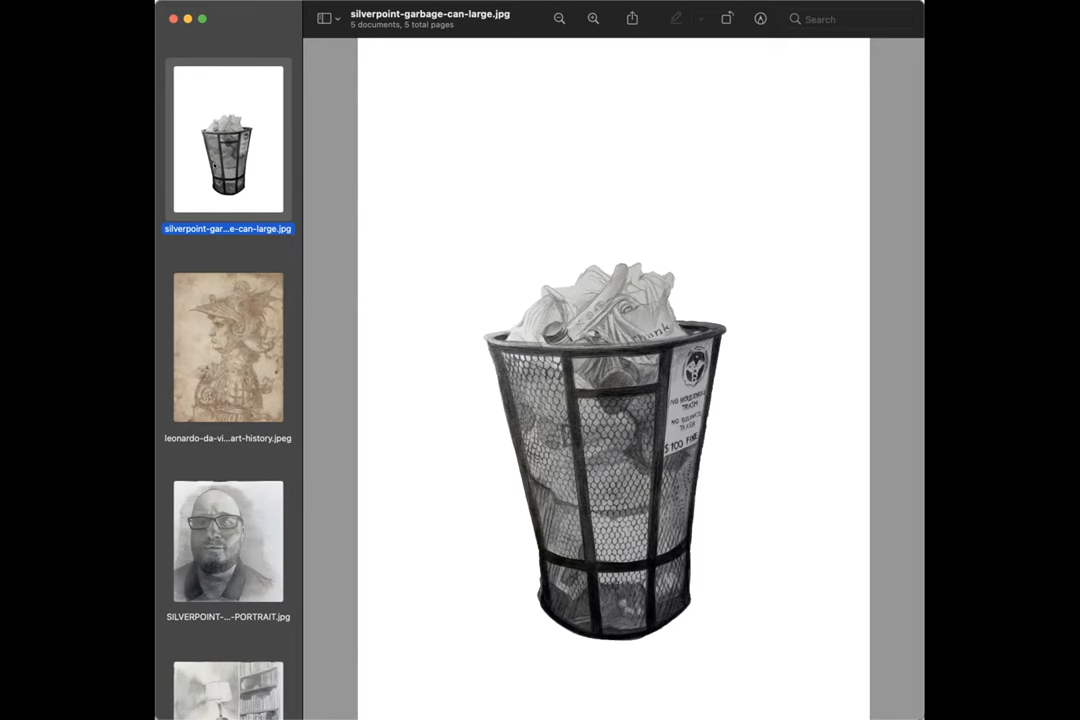 silverpoint-garbage-can-large.jpg
5 documents, 5 total pages
Search
silverpoint-gar...e-can-large.jpg
leonardo-da-vi...art-history.jpeg
SILVERPOINT-...-PORTRAIT.jpg
hank
NO HOUSEHOLD
TRASH
NO BUSINESS
TRASH
$100 FINE